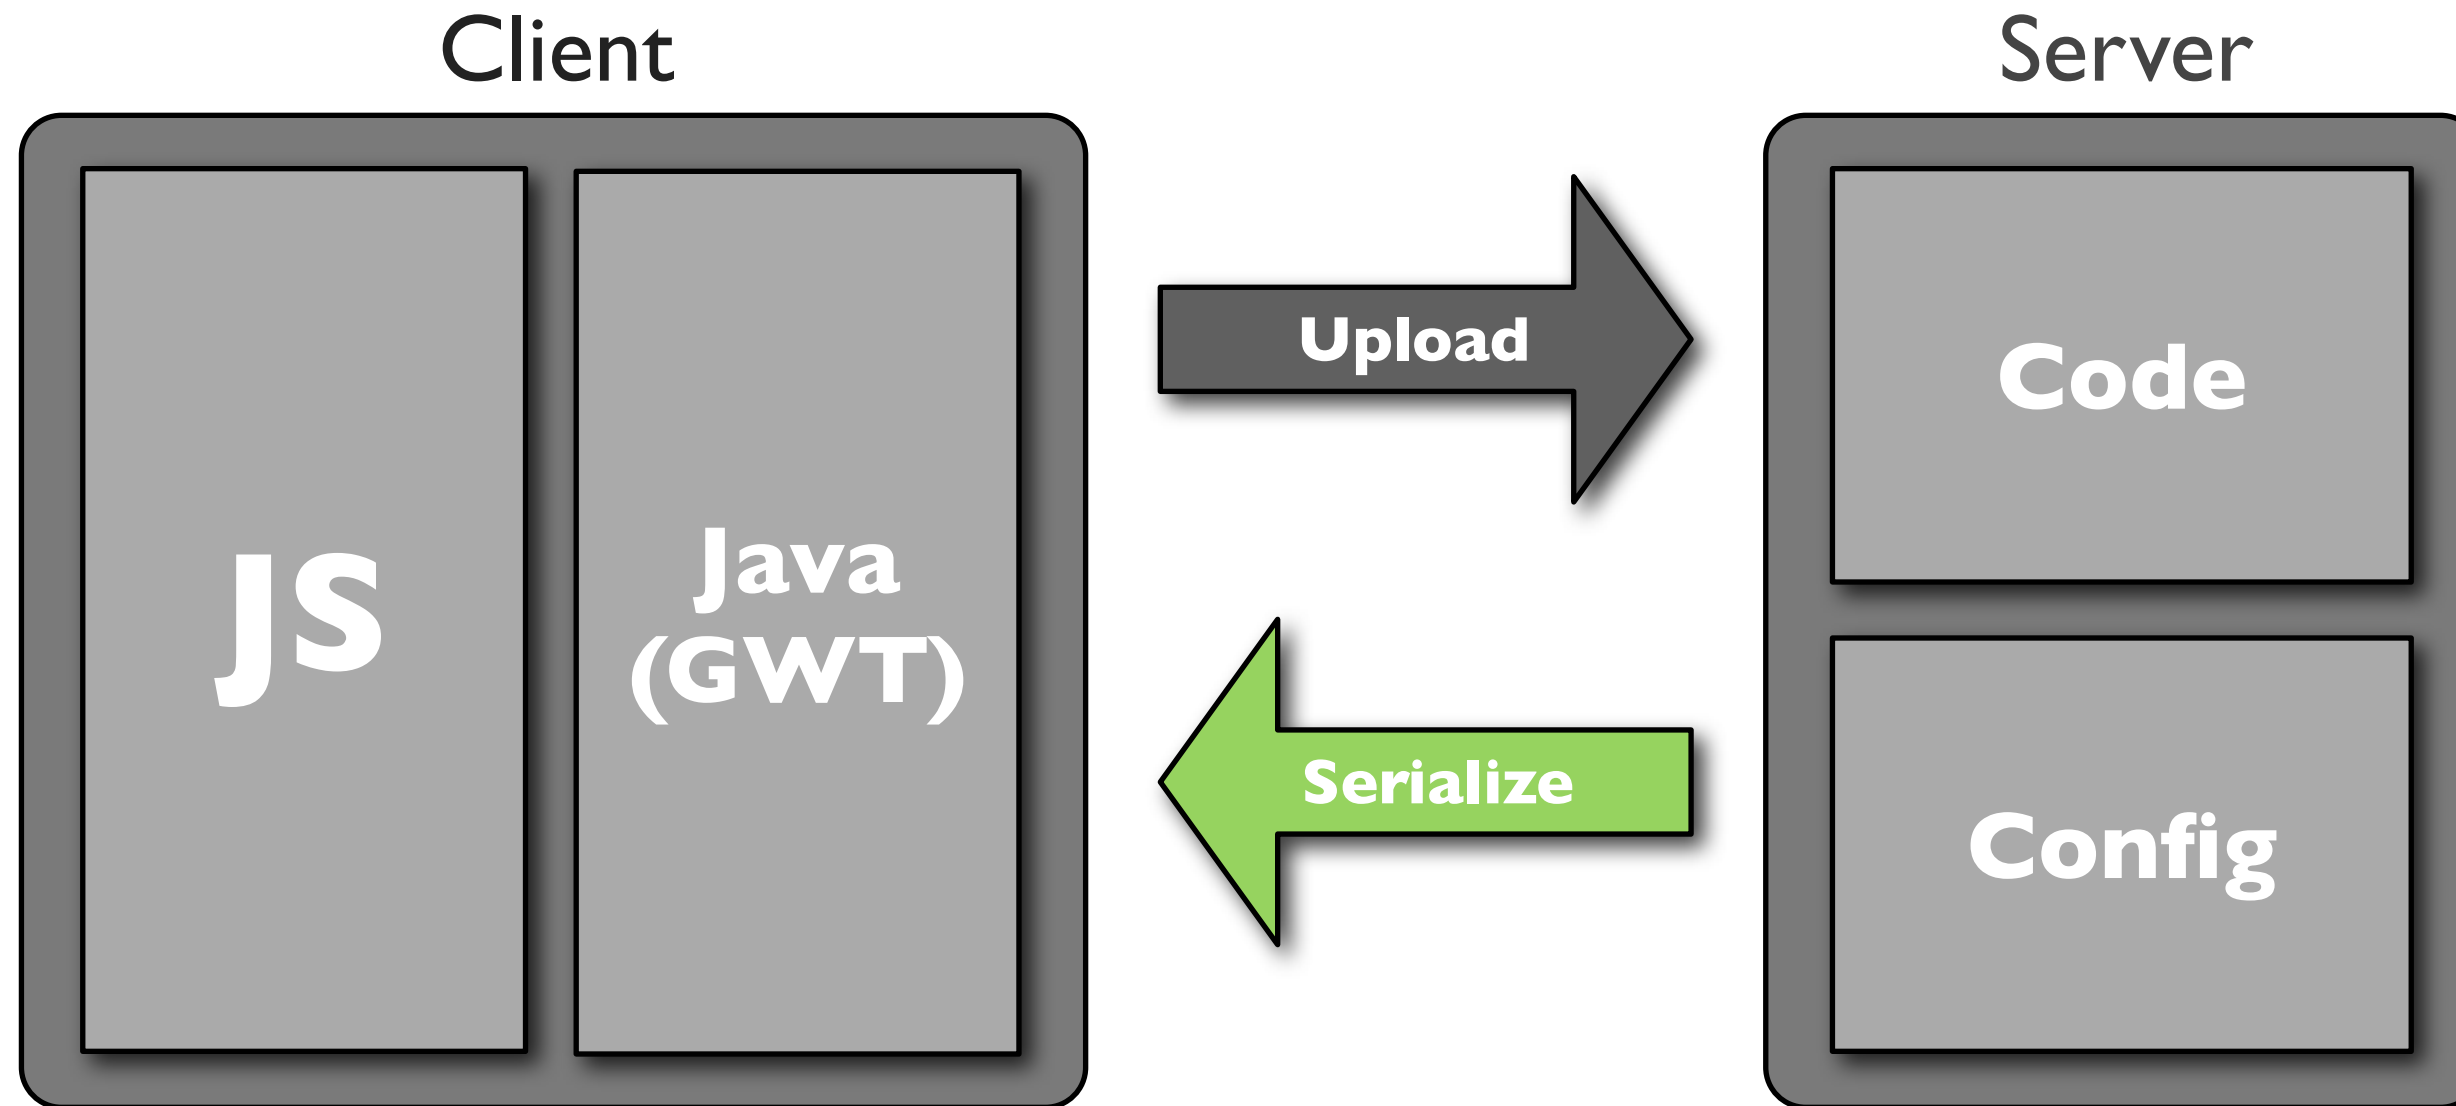 Client
Server
JS
Java
(GWT)
Upload
Serialize
Code
Config